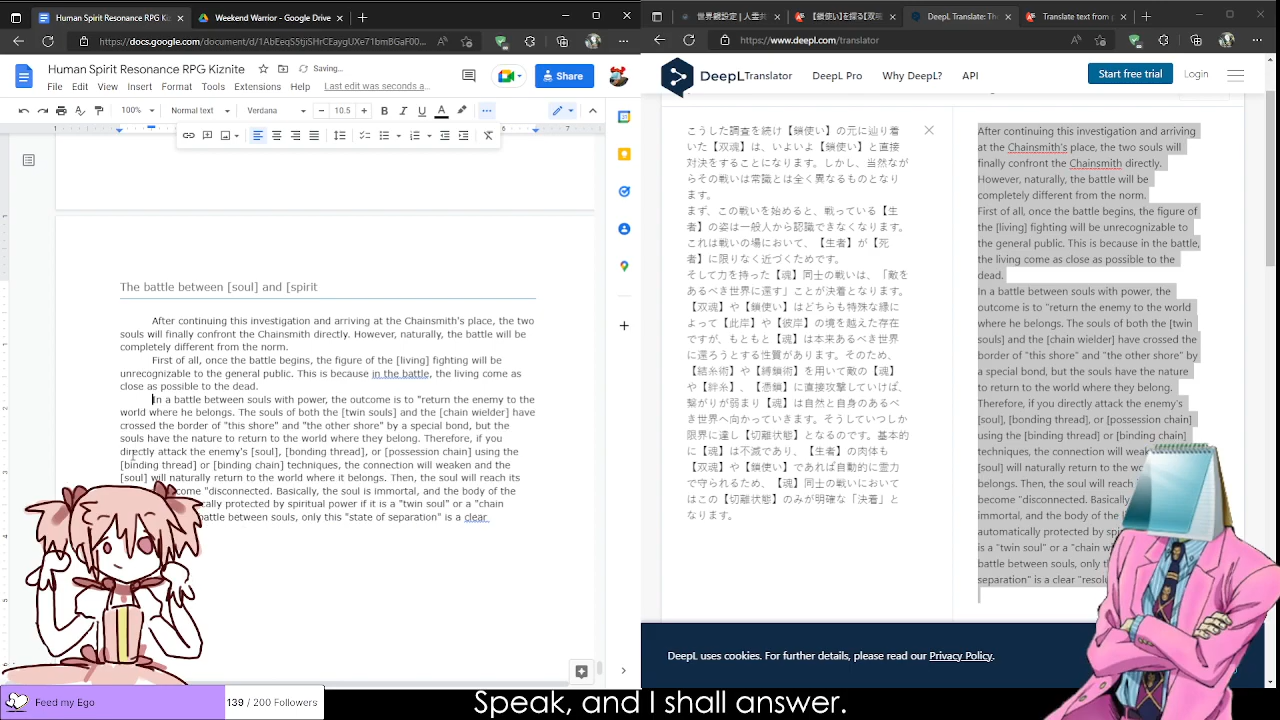 Kiznite - Google Docs
Wedding Card - Google Drive
https://docs.google.com/document/d/1AbEqjS5tjiSHrCEaygUXe71bmBGaf00...
Human Spirit Resonance RPG Kiznite
Saving...
File Edit View Insert Format Tools Extensions Help Last edit was seconds a...
Share
100%
Normal text
Verdana
10.5
The battle between [soul] and [spirit
After continuing this investigation and arriving at the Chainsmith's place, the two
souls will finally confront the Chainsmith directly. However, naturally, the battle will be
completely different from the norm.
First of all, once the battle begins, the figure of the [living] fighting will be
unrecognizable to the general public. This is because in the battle, the living come as
close as possible to the dead.
In a battle between souls with power, the outcome is to "return the enemy to the
world where he belongs. The souls of both the [twin souls] and the [chain wielder] have
crossed the border of "this shore" and "the other shore" by a special bond, but the
souls have the nature to return to the world where they belong. Therefore, if you
directly attack the enemy's [soul], [binding thread], or [possession chain] using the
[binding thread] or [binding chain] techniques, the connection will weaken and the
[soul] will naturally return to the world where it belongs. Then, the soul will reach its
come "disconnected. Basically, the soul is immortal, and the body of the
cally protected by spiritual power if it is a "twin soul" or a "chain
attle between souls, only this "state of separation" is a clear
139 / 200 Followers
Feed my Ego
世界観設定 | 人霊共
【鎖使い】を探る【双魂
DeepL Translate: The
Translate text from
https://www.deepl.com/translator
DeepL Translator
DeepL Pro
Why DeepL?
API
Start free trial
Login
こうした調査を続け【鎖使い】の元に辿り着
いた【双魂】は、いよいよ【鎖使い】と直接
対決をすることになります。しかし、当然なが
らその戦いは常識とは全く異なるものとなり
ます。
まず、この戦いを始めると、戦っている【生
者】の姿は一般人から認識できなくなります。
これは戦いの場において、【生者】が【死
者】に限りなく近づくためです。
そして力を持った【魂】同士の戦いは、「敵を
あるべき世界に還す」ことが決着となります。
【双魂】や【鎖使い】はどちらも特殊な縁に
よって【此岸】や【彼岸】の境を越えた存在
ですが、もともと【魂】は本来あるべき世界
に還ろうとする性質があります。そのため、
【結糸術】や【縛鎖術】を用いて敵の【魂】
や【絆糸】、【憑鎖】に直接攻撃していけば、
繋がりが弱まり【魂】は自然と自身のあるべ
き世界へ向かっていきます。そうしていつしか
限界に達し【切離状態】となるのです。基本的
に【魂】は不滅であり、【生者】の肉体も
【双魂】や【鎖使い】であれば自動的に霊力
で守られるため、【魂】同士の戦いにおいて
はこの【切離状態】のみが明確な「決着」と
なります。
After continuing this investigation and arriving
at the Chainsmith's place, the two souls will
finally confront the Chainsmith directly.
However, naturally, the battle will be
completely different from the norm.
First of all, once the battle begins, the figure of
the [living] fighting will be unrecognizable to
the general public. This is because in the battle,
the living come as close as possible to the
dead.
In a battle between souls with power, the
outcome is to "return the enemy to the world
where he belongs. The souls of both the [twin
souls] and the [chain wielder] have crossed the
border of "this shore" and "the other shore" by
a special bond, but the souls have the nature
to return to the world where they belong.
Therefore, if you directly attack the enemy's
[soul], [binding thread], or [possession chain]
using the [binding thread] or [binding chain]
techniques, the connection will weaken
[soul] will naturally return to the wo
belongs. Then, the soul will reach
become "disconnected. Basically
immortal, and the body of the
automatically protected by spi
is a "twin soul" or a "chain w
battle between souls, only th
separation" is a clear "resolu
DeepL uses cookies. For further details, please read our Privacy Policy.
Speak, and I shall answer.